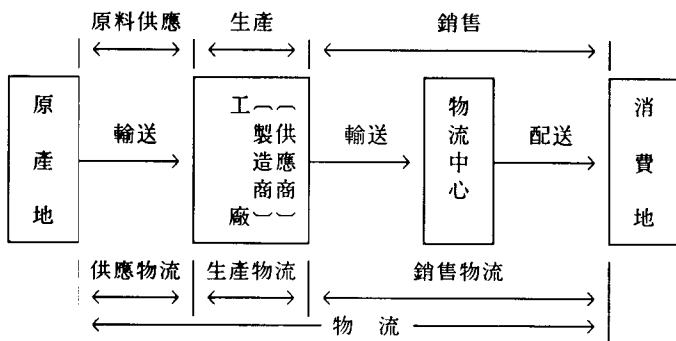 原料供應 生產 銷售
原產地
輸送
工廠
〔製造商〕
〔供應商〕
輸送
物流中心
配送
消費地
供應物流 生產物流 銷售物流
物 流